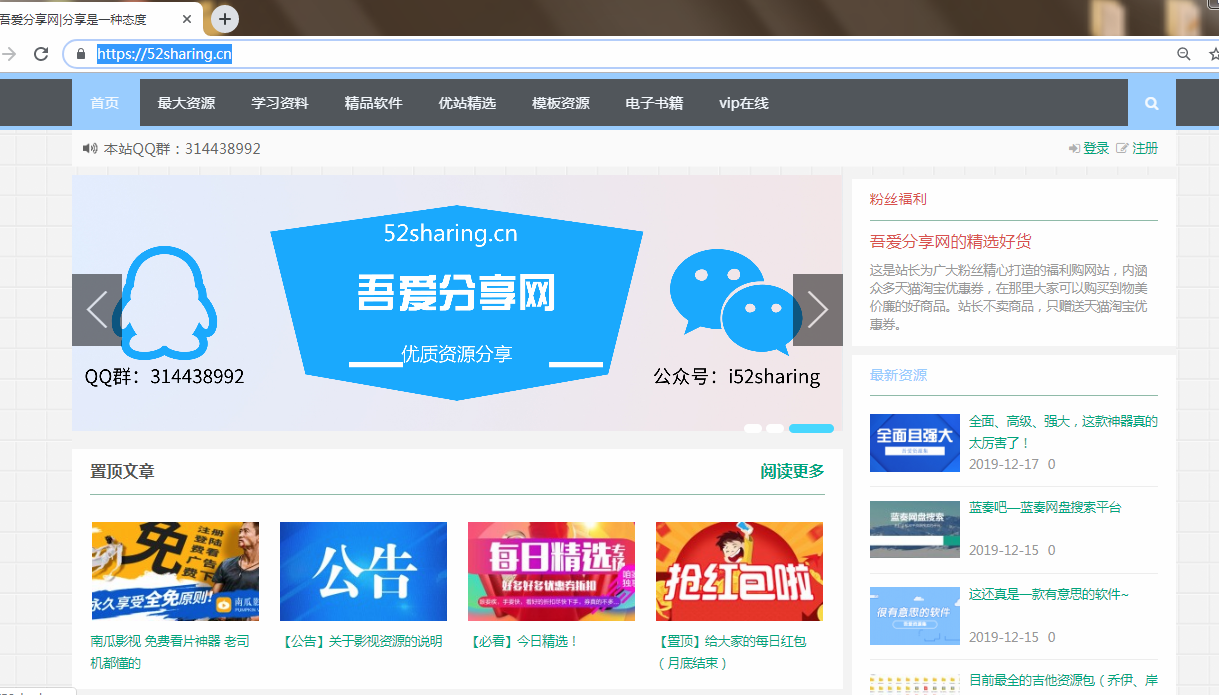 吾爱分享网|分享是一种态度
https://52sharing.cn
首页 最大资源 学习资料 精品软件 优站精选 模板资源 电子书籍 vip在线
本站QQ群：314438992
登录 注册
52sharing.cn
吾爱分享网
优质资源分享
QQ群：314438992
公众号：i52sharing
粉丝福利
吾爱分享网的精选好货
这是站长为广大粉丝精心打造的福利购网站，内涵
众多天猫淘宝优惠券，在那里大家可以购买到物美
价廉的好商品。站长不卖商品，只赠送天猫淘宝优
惠券。
最新资源
全面目强大
全面、高级、强大，这款神器真的
太厉害了！
2019-12-17 0
蓝奏网盘搜索
蓝奏吧—蓝奏网盘搜索平台
2019-12-15 0
很有意思的软件
这还真是一款有意思的软件~
2019-12-15 0
目前最全的吉他资源包（乔伊、岸
置顶文章
阅读更多
免
注册
登陆
费看
广告
费下
永久享受全免原则!
南瓜影
南瓜影视 免费看片神器 老司
机都懂的
公告
【公告】关于影视资源的说明
每日精选
好多好多优惠券折扣
【必看】今日精选！
抢红包啦
【置顶】给大家的每日红包
（月底结束）